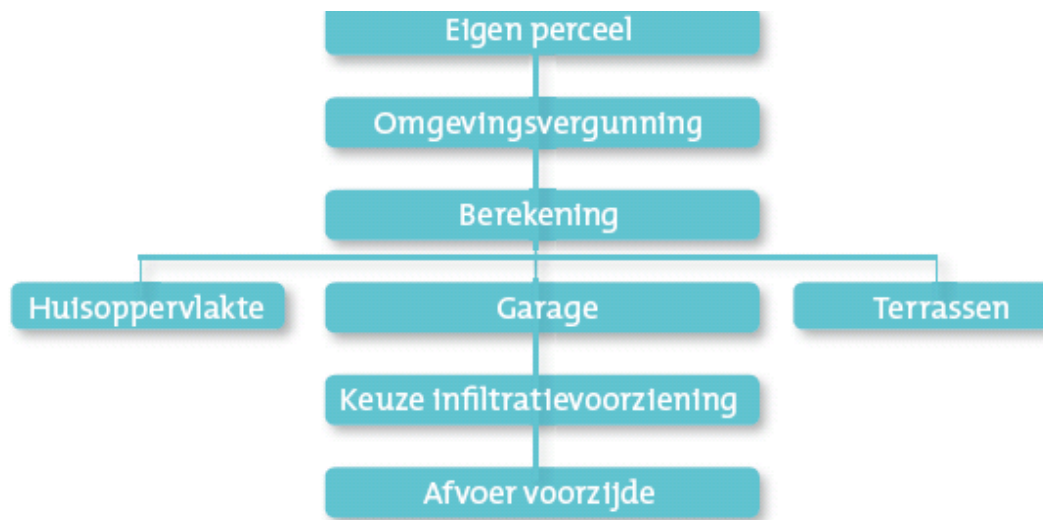 Eigen perceel
Omgevingsvergunning
Berekening
Huisoppervlakte
Garage
Terrassen
Keuze infiltratievoorziening
Afvoer voorzijde